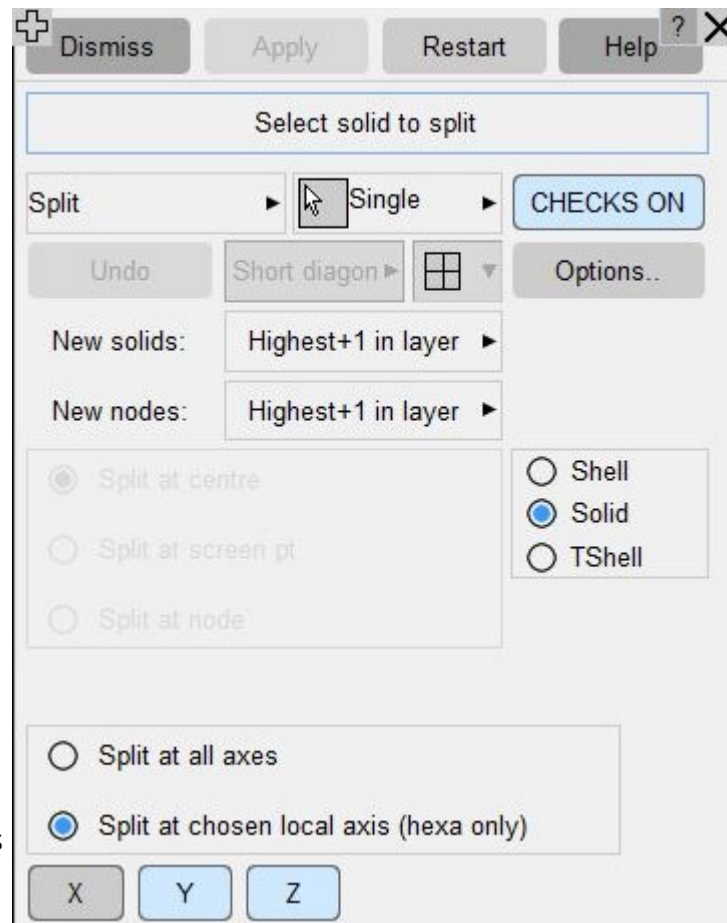 ?
Dismiss Apply Restart Help
Select solid to split
Split Single CHECKS ON
Undo Short diagon Options..
New solids: Highest+1 in layer
New nodes: Highest+1 in layer
Split at centre
Split at screen pt
Split at node
Shell
Solid
TShell
Split at all axes
s
Split at chosen local axis (hexa only)
X Y Z